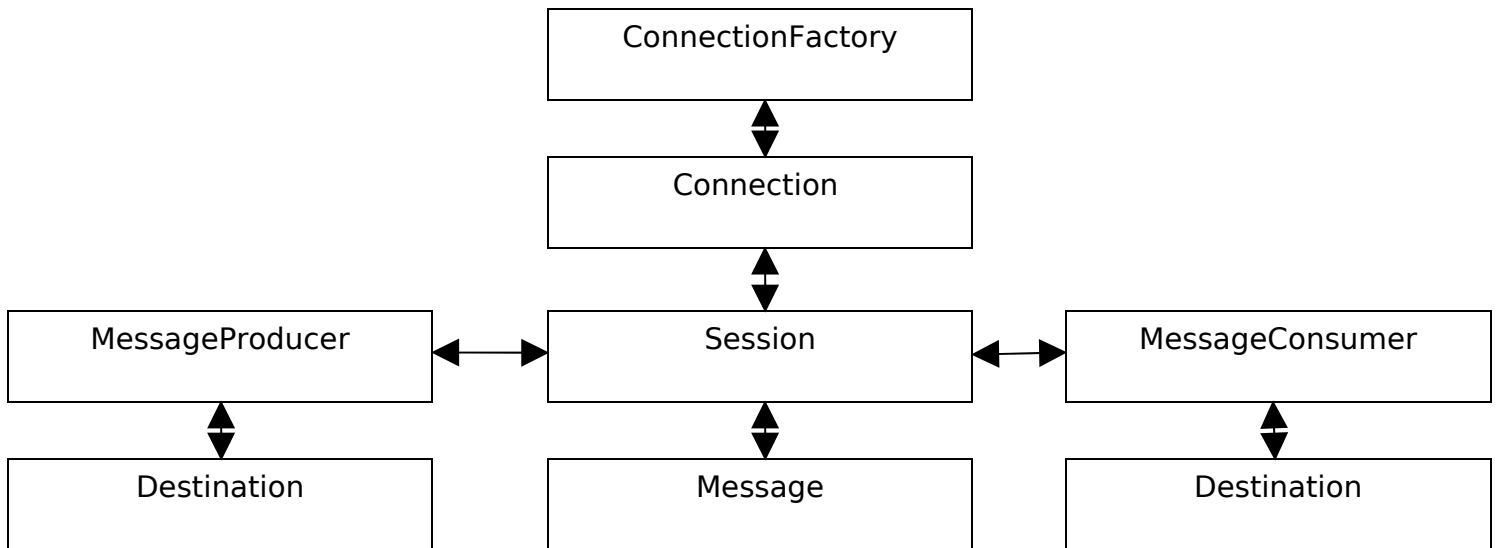 ConnectionFactory
Connection
MessageProducer
Session
MessageConsumer
Destination
Message
Destination